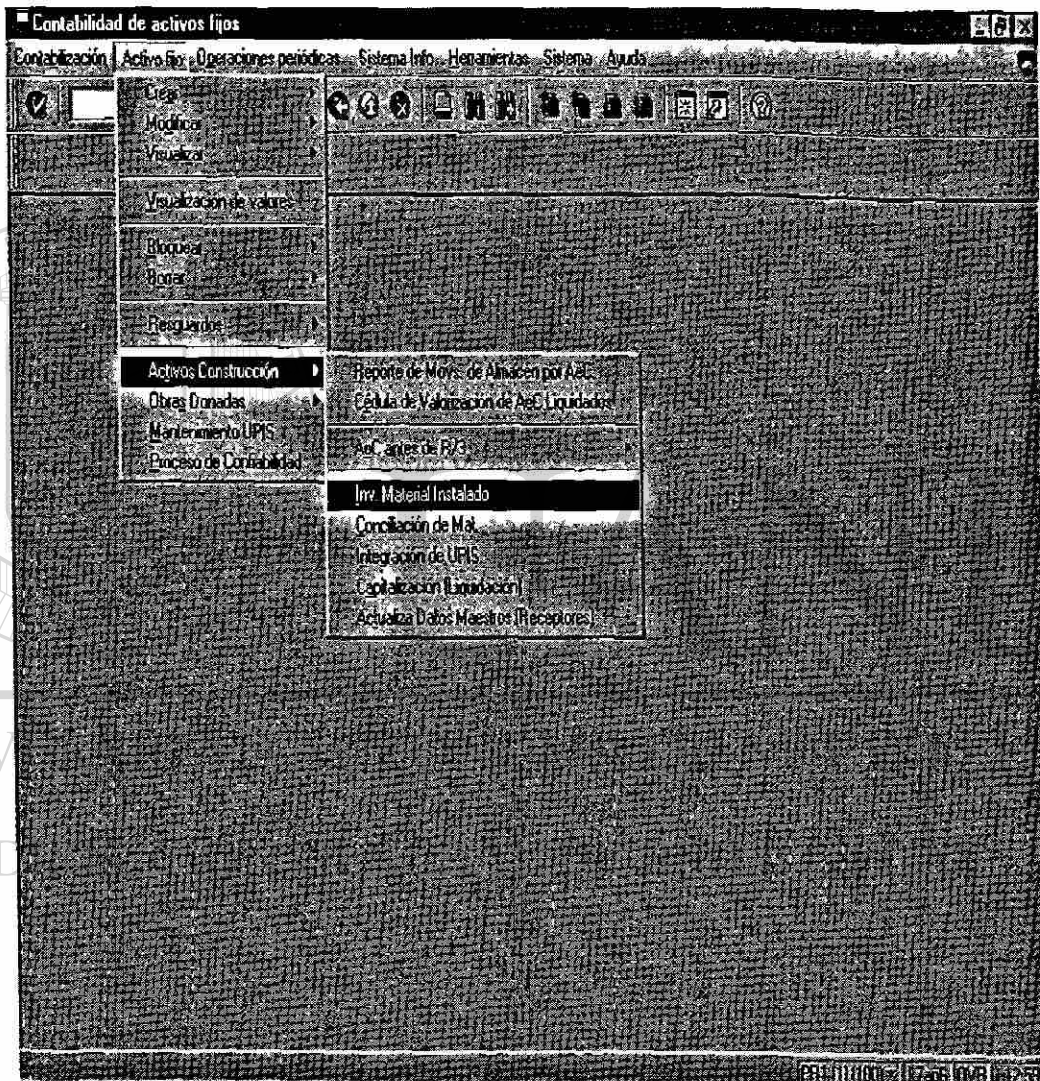 Contabilidad de activos fijos
Contabilización Activo fijo Operaciones periódicas Sistema Info Herramientas Sistema Ayuda
Crear
Modificar
Visualizar
Visualización de valores
Bloquear
Borrar
Resguardos
Activos Construcción
Obras Donadas
Mantenimiento UPIS
Proceso de Contabilidad
Reporte de Movs. de Almacen por AeC
Cédula de Valorización de AeC Liquidados
AeC antes de R/3
Inv. Material Instalado
Conciliación de Mat.
Integración de UPIS
Capitalización (Liquidación)
Actualiza Datos Maestros (Receptores)
OVR